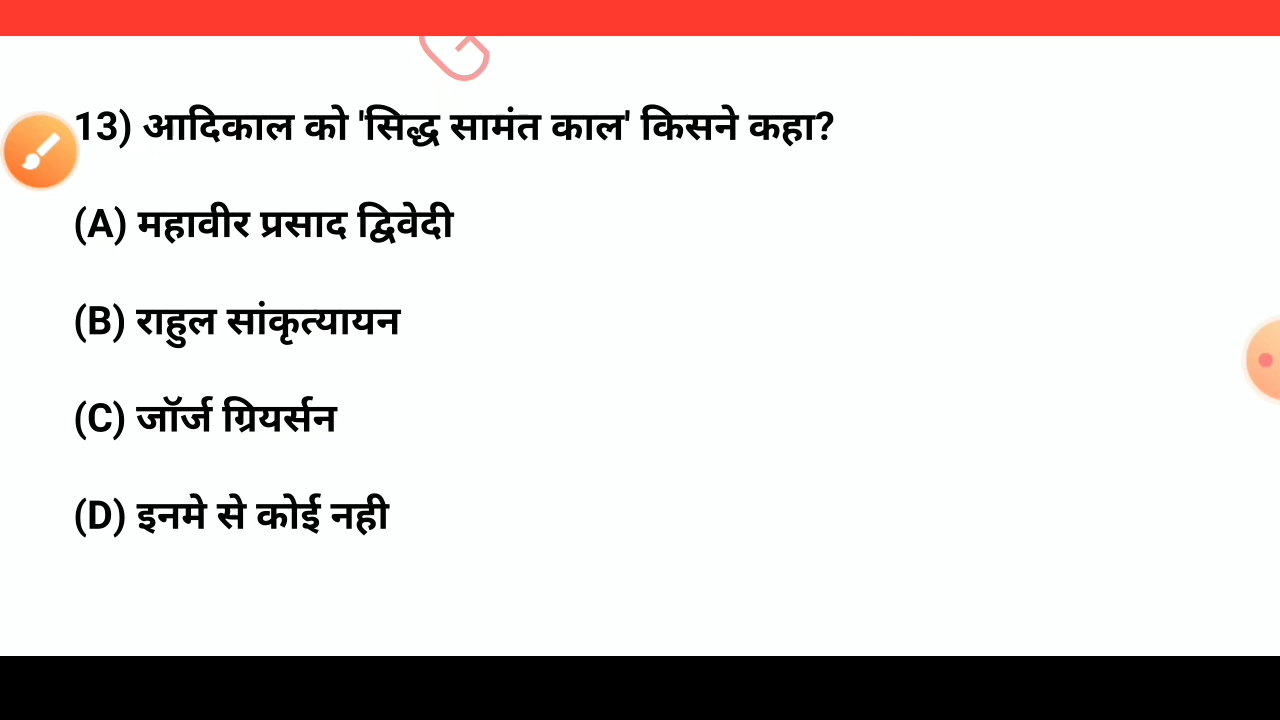 13) आदिकाल को 'सिद्ध सामंत काल' किसने कहा?
(A) महावीर प्रसाद द्विवेदी
(B) राहुल सांकृत्यायन
(C) जॉर्ज ग्रियर्सन
(D) इनमे से कोई नही